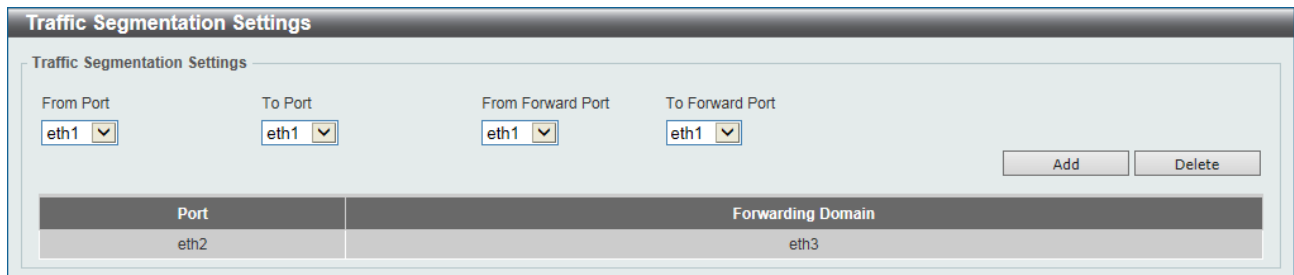 Traffic Segmentation Settings
Traffic Segmentation Settings
From Port To Port From Forward Port To Forward Port
eth1 eth1 eth1 eth1
Add Delete
Port Forwarding Domain
eth2 eth3